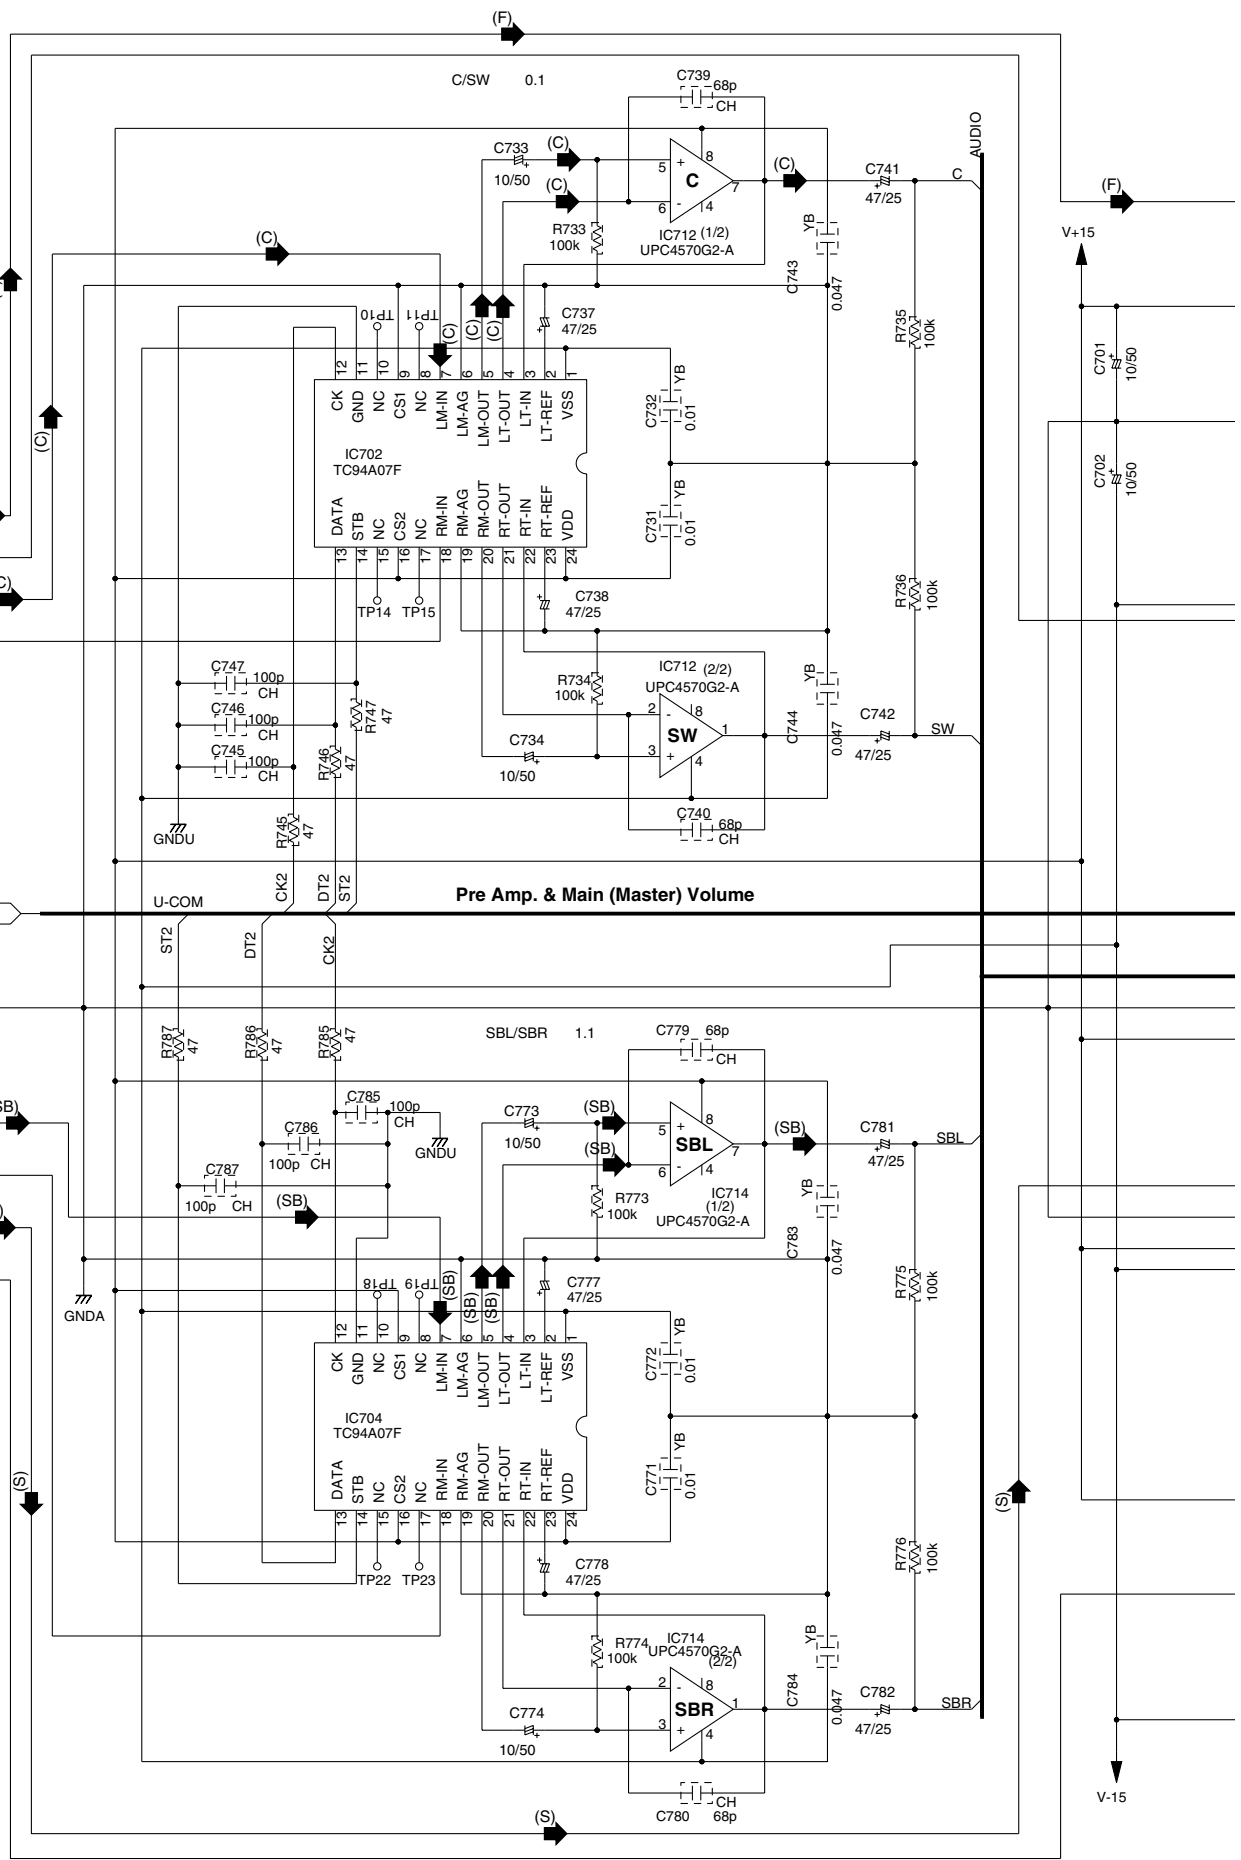 (F)
C/SW 0.1
C739
68p
CH
AUDIO
C733
(C)
10/50
5
+
8
C
7
(C)
C741
47/25
C
(C)
6
-
4
(F)
R733
100k
IC712 (1/2)
UPC4570G2-A
YB
C743
0.047
V+15
(C)
TP10
TP11
(C)
(C)
(C)
C737
47/25
R735
100k
C701
10/50
12 11 10 9 8 7 6 5 4 3 2 1
CK GND NC CS1 NC LM-IN LM-AG LM-OUT LT-OUT LT-IN LT-REF VSS
YB
C732
0.01
(C)
IC702
TC94A07F
C702
10/50
DATA STB NC CS2 NC RM-IN RM-AG RM-OUT RT-OUT RT-IN RT-REF VDD
13 14 15 16 17 18 19 20 21 22 23 24
YB
C731
0.01
C)
TP14
TP15
C738
47/25
R736
100k
C747
100p
CH
R747
47
R734
100k
IC712 (2/2)
UPC4570G2-A
YB
C744
0.047
C746
100p
CH
R746
47
2
-
8
SW
1
C742
47/25
SW
C745
100p
CH
C734
10/50
3
+
4
GNDU
R745
47
C740
68p
CH
CK2
DT2
ST2
U-COM
Pre Amp. & Main (Master) Volume
ST2
DT2
CK2
R787
47
R786
47
R785
47
SBL/SBR 1.1
C779
68p
CH
SB)
C785
100p
CH
C773
10/50
(SB)
5
+
8
SBL
7
(SB)
C781
47/25
SBL
C786
100p
CH
GNDU
(SB)
6
-
4
C787
100p
CH
(SB)
R773
100k
IC714
(1/2)
UPC4570G2-A
YB
C783
0.047
)
GNDA
TP18
TP19
(SB)
(SB)
(SB)
C777
47/25
R775
100k
12 11 10 9 8 7 6 5 4 3 2 1
CK GND NC CS1 NC LM-IN LM-AG LM-OUT LT-OUT LT-IN LT-REF VSS
YB
C772
0.01
IC704
TC94A07F
(S)
DATA STB NC CS2 NC RM-IN RM-AG RM-OUT RT-OUT RT-IN RT-REF VDD
13 14 15 16 17 18 19 20 21 22 23 24
YB
C771
0.01
(S)
TP22
TP23
C778
47/25
R776
100k
R774
100k
IC714
UPC4570G2-A
(2/2)
YB
C784
0.047
2
-
8
SBR
1
C782
47/25
SBR
C774
10/50
3
+
4
C780
CH
68p
V-15
(S)